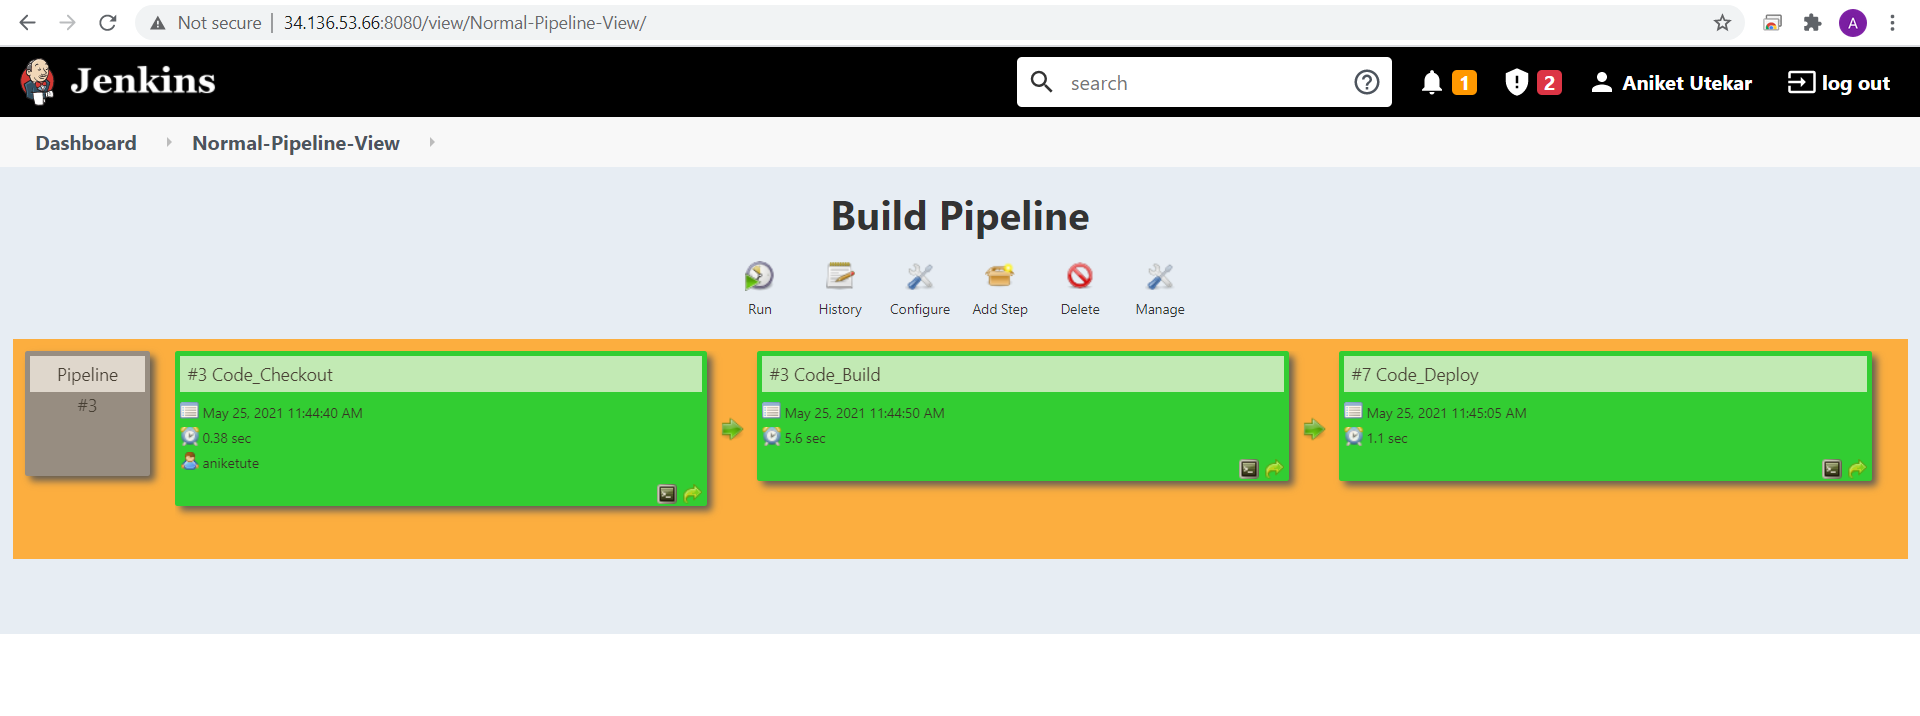 Not secure | 34.136.53.66:8080/view/Normal-Pipeline-View/
A
Jenkins
search
1
2
Aniket Utekar
log out
Dashboard
Normal-Pipeline-View
Build Pipeline
Run
History
Configure
Add Step
Delete
Manage
Pipeline
#3
#3 Code_Checkout
May 25, 2021 11:44:40 AM
0.38 sec
aniketute
#3 Code_Build
May 25, 2021 11:44:50 AM
5.6 sec
#7 Code_Deploy
May 25, 2021 11:45:05 AM
1.1 sec